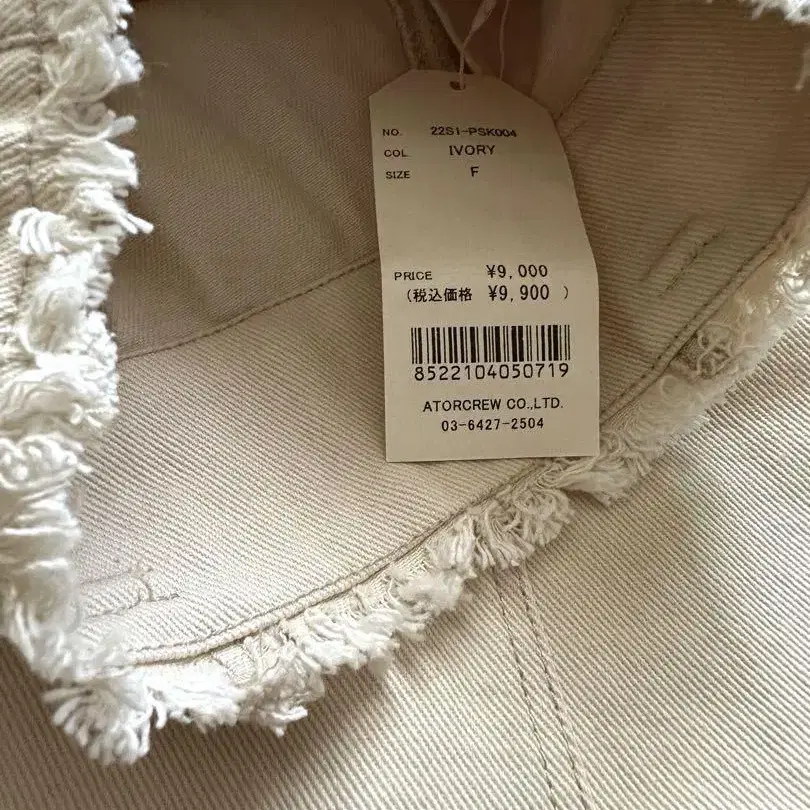 NO. 22SI-PSK004
COL. IVORY
SIZE F
PRICE ¥9,000
(税込価格 ¥9,900 )
8522104050719
ATORCREW CO.,LTD.
03-6427-2504